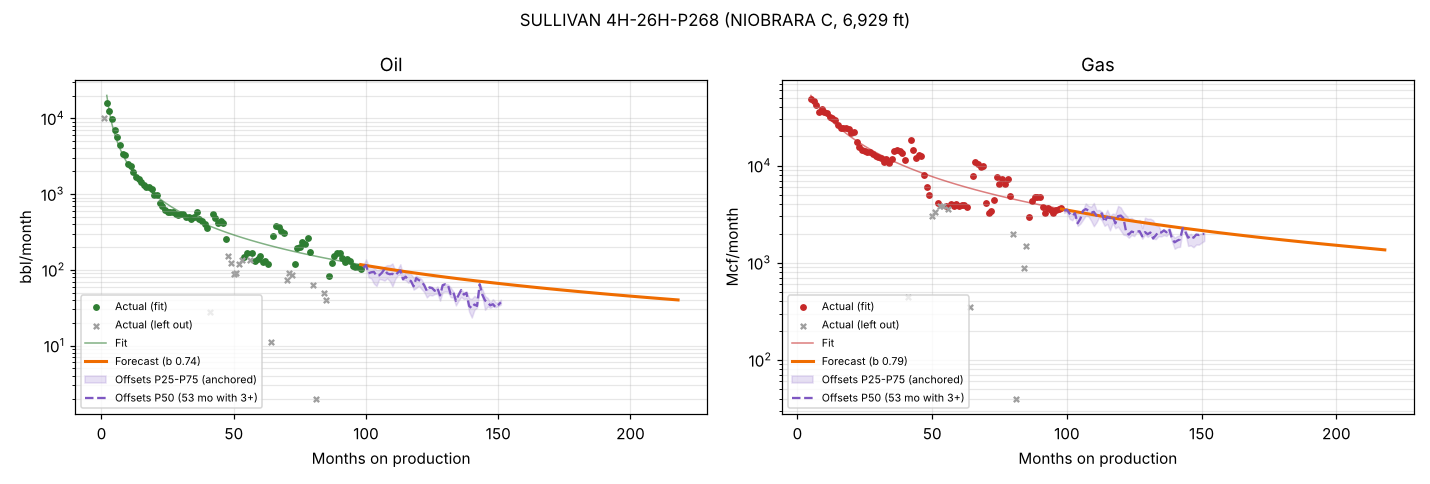 SULLIVAN 4H-26H-P268 (NIOBRARA C, 6,929 ft)
Oil
bbl/month
10^4
10^3
10^2
10^1
Actual (fit)
Actual (left out)
Fit
Forecast (b 0.74)
Offsets P25-P75 (anchored)
Offsets P50 (53 mo with 3+)
0 50 100 150 200
Months on production
Gas
Mcf/month
10^4
10^3
10^2
Actual (fit)
Actual (left out)
Fit
Forecast (b 0.79)
Offsets P25-P75 (anchored)
Offsets P50 (53 mo with 3+)
0 50 100 150 200
Months on production